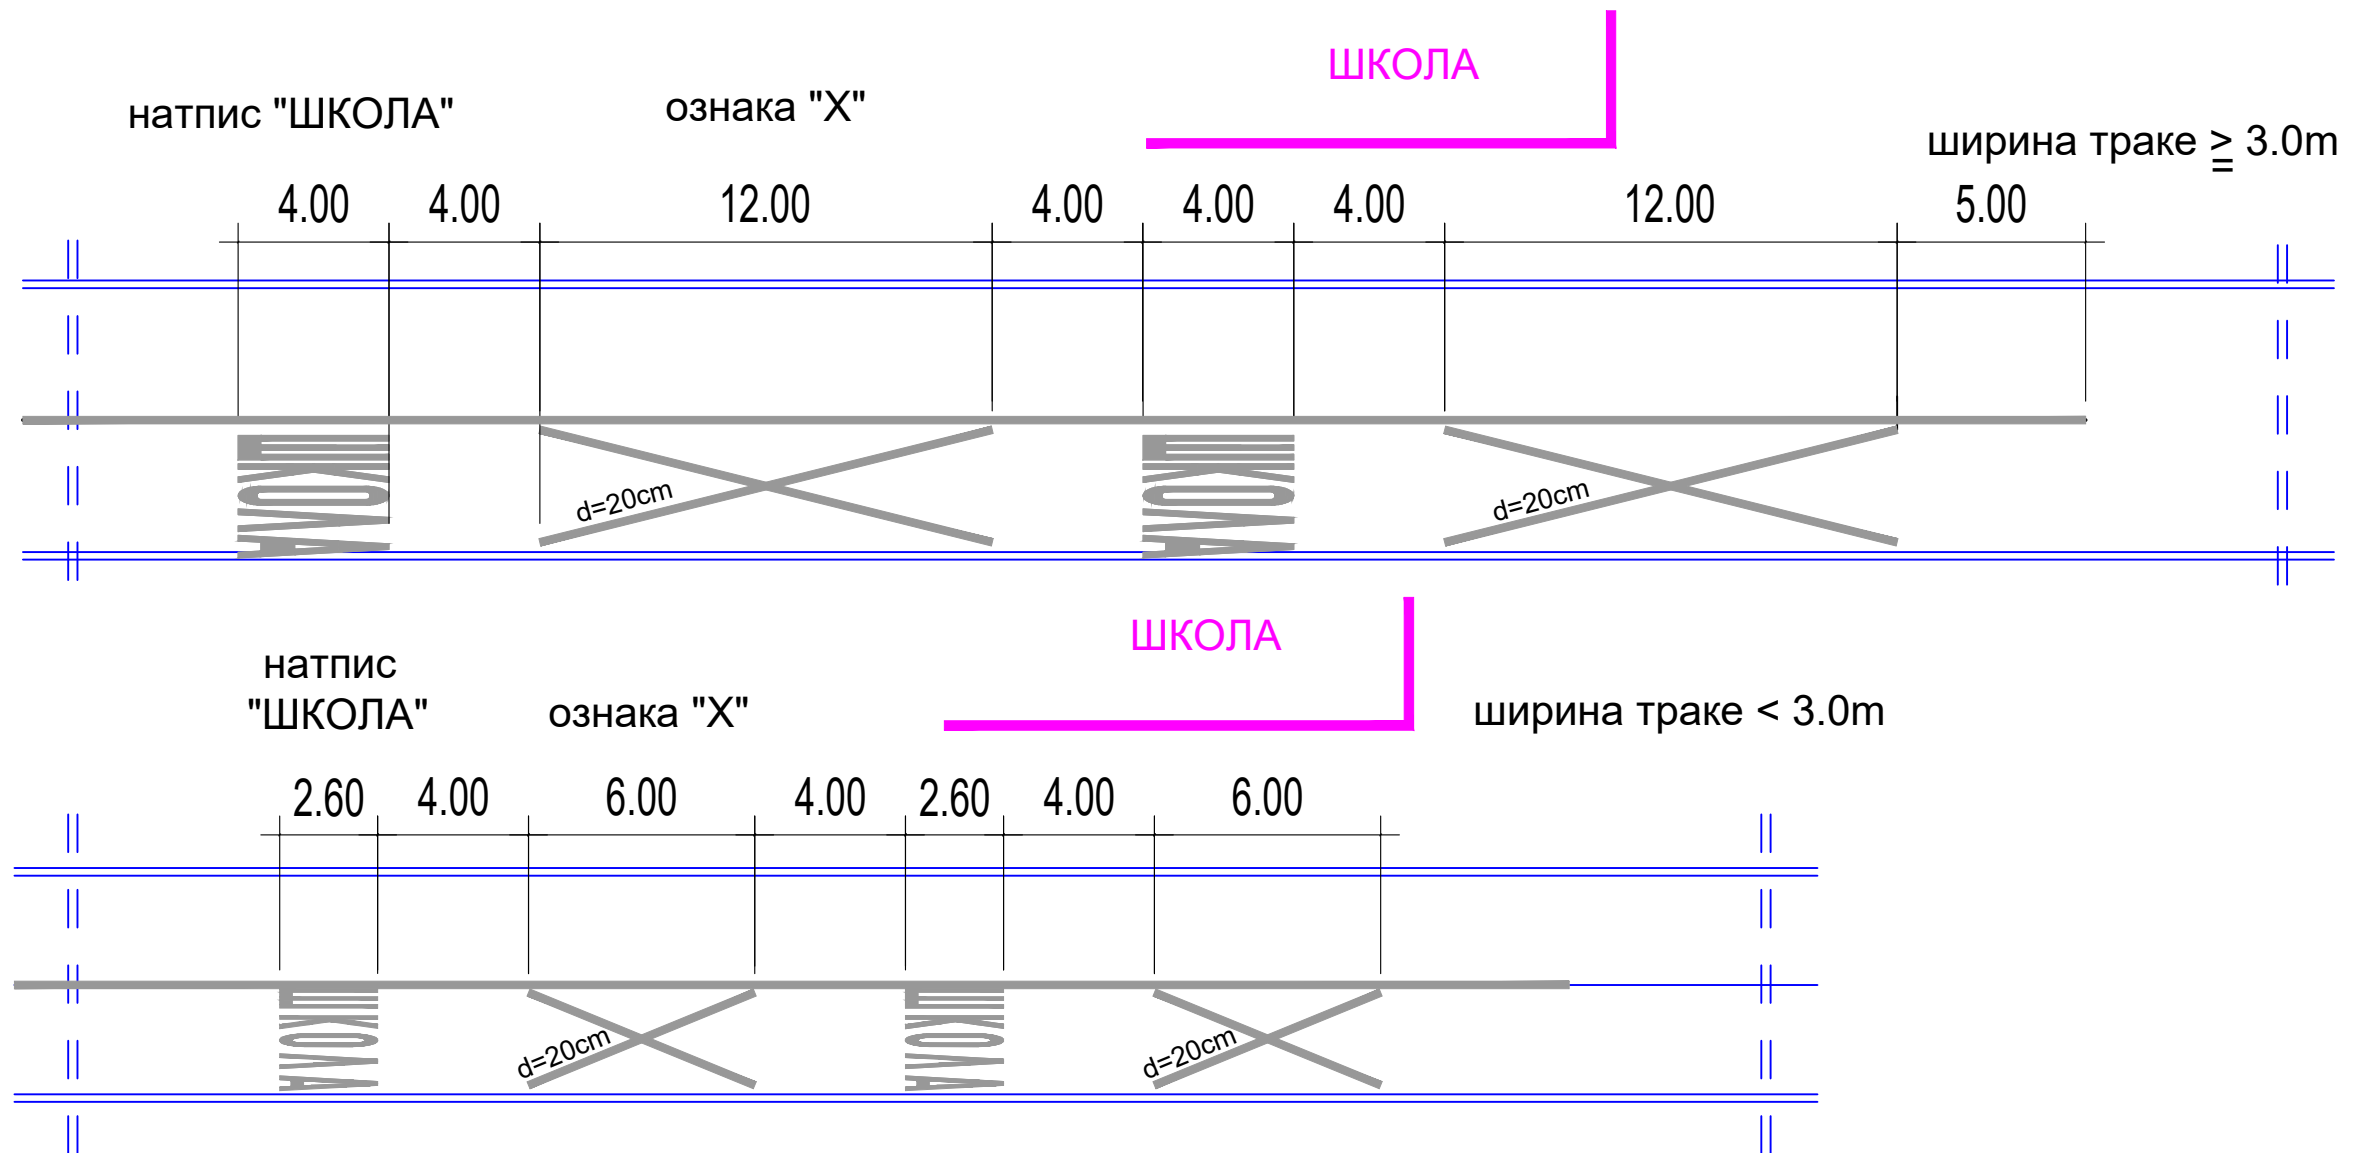 ШКОЛА
натпис "ШКОЛА"
ознака "X"
ширина траке ≥ 3.0m
4.00 4.00 12.00 4.00 4.00 4.00 12.00 5.00
ШКОЛА
d=20cm
ШКОЛА
d=20cm
ШКОЛА
натпис
"ШКОЛА"
ознака "X"
ширина траке < 3.0m
2.60 4.00 6.00 4.00 2.60 4.00 6.00
ШКОЛА
d=20cm
ШКОЛА
d=20cm